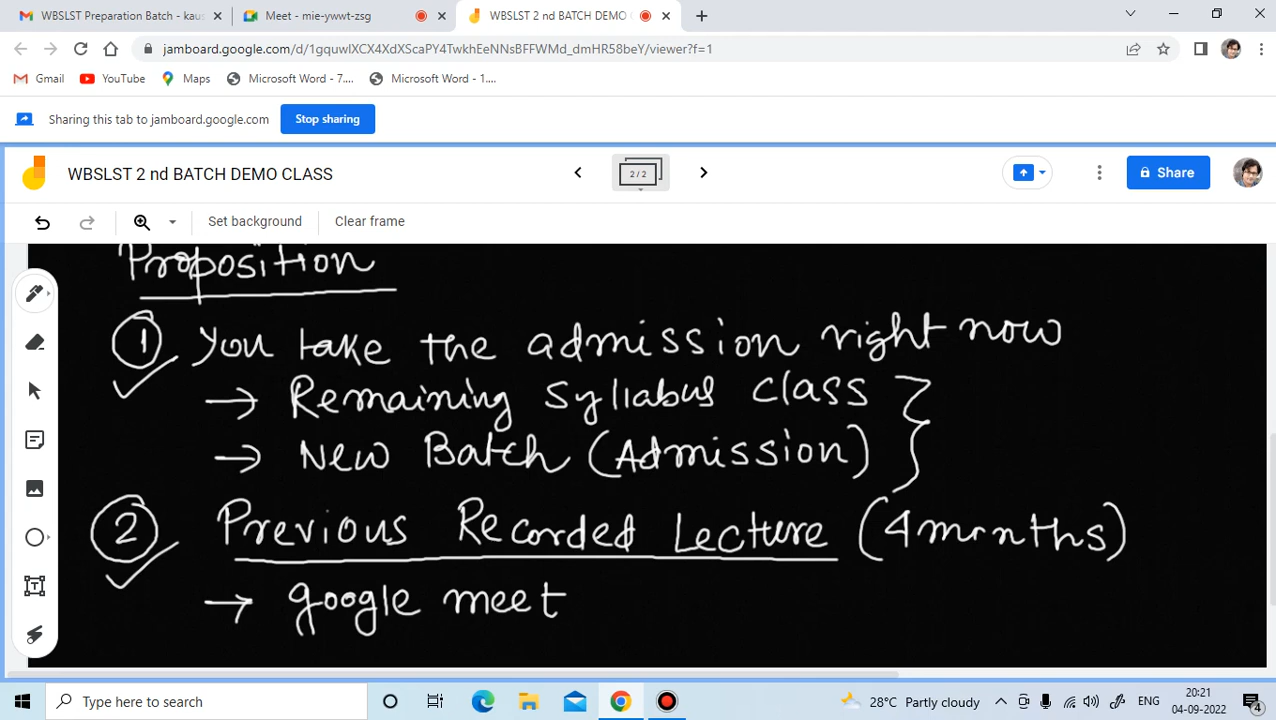 WBSLST Preparation Batch - kaus
Meet - mie-ywwt-zsg
WBSLST 2 nd BATCH DEMO C
jamboard.google.com/d/1gquwlXCX4XdXScaPY4TwkhEeNNsBFFWMd_dmHR58beY/viewer?f=1
Gmail YouTube Maps Microsoft Word - 7.... Microsoft Word - 1....
Sharing this tab to jamboard.google.com Stop sharing
WBSLST 2 nd BATCH DEMO CLASS 2 / 2 Share
Set background Clear frame
Proposition
1 You take the admission right now
→ Remaining Syllabus class
→ New Batch (Admission)
2 Previous Recorded Lecture (4 months)
→ google meet
Type here to search 28°C Partly cloudy ENG 20:21 04-09-2022 4